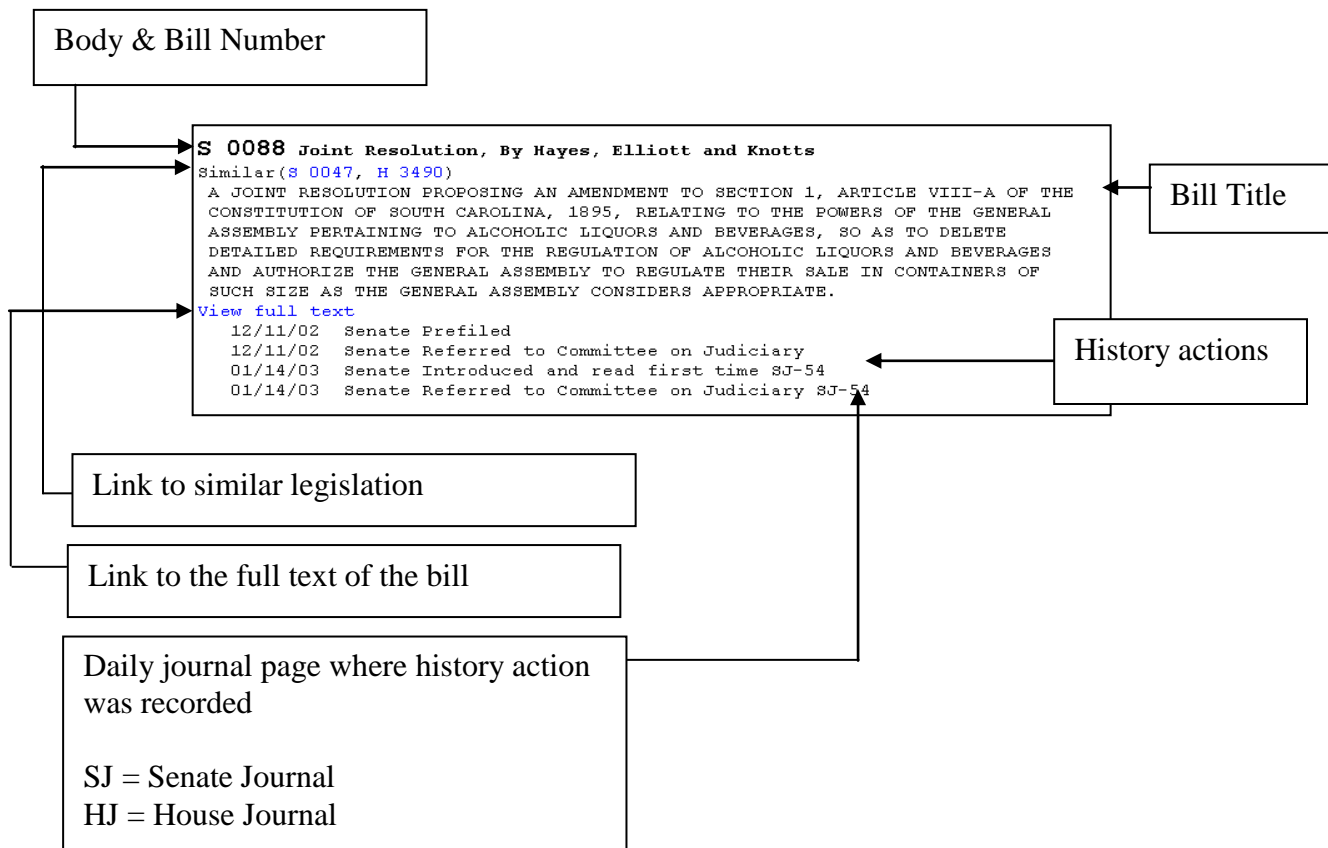 Body & Bill Number
S 0088 Joint Resolution, By Hayes, Elliott and Knotts
Similar(S 0047, H 3490)
A JOINT RESOLUTION PROPOSING AN AMENDMENT TO SECTION 1, ARTICLE VIII-A OF THE
CONSTITUTION OF SOUTH CAROLINA, 1895, RELATING TO THE POWERS OF THE GENERAL
ASSEMBLY PERTAINING TO ALCOHOLIC LIQUORS AND BEVERAGES, SO AS TO DELETE
DETAILED REQUIREMENTS FOR THE REGULATION OF ALCOHOLIC LIQUORS AND BEVERAGES
AND AUTHORIZE THE GENERAL ASSEMBLY TO REGULATE THEIR SALE IN CONTAINERS OF
SUCH SIZE AS THE GENERAL ASSEMBLY CONSIDERS APPROPRIATE.
View full text
12/11/02 Senate Prefiled
12/11/02 Senate Referred to Committee on Judiciary
01/14/03 Senate Introduced and read first time SJ-54
01/14/03 Senate Referred to Committee on Judiciary SJ-54
Bill Title
History actions
Link to similar legislation
Link to the full text of the bill
Daily journal page where history action
was recorded
SJ = Senate Journal
HJ = House Journal